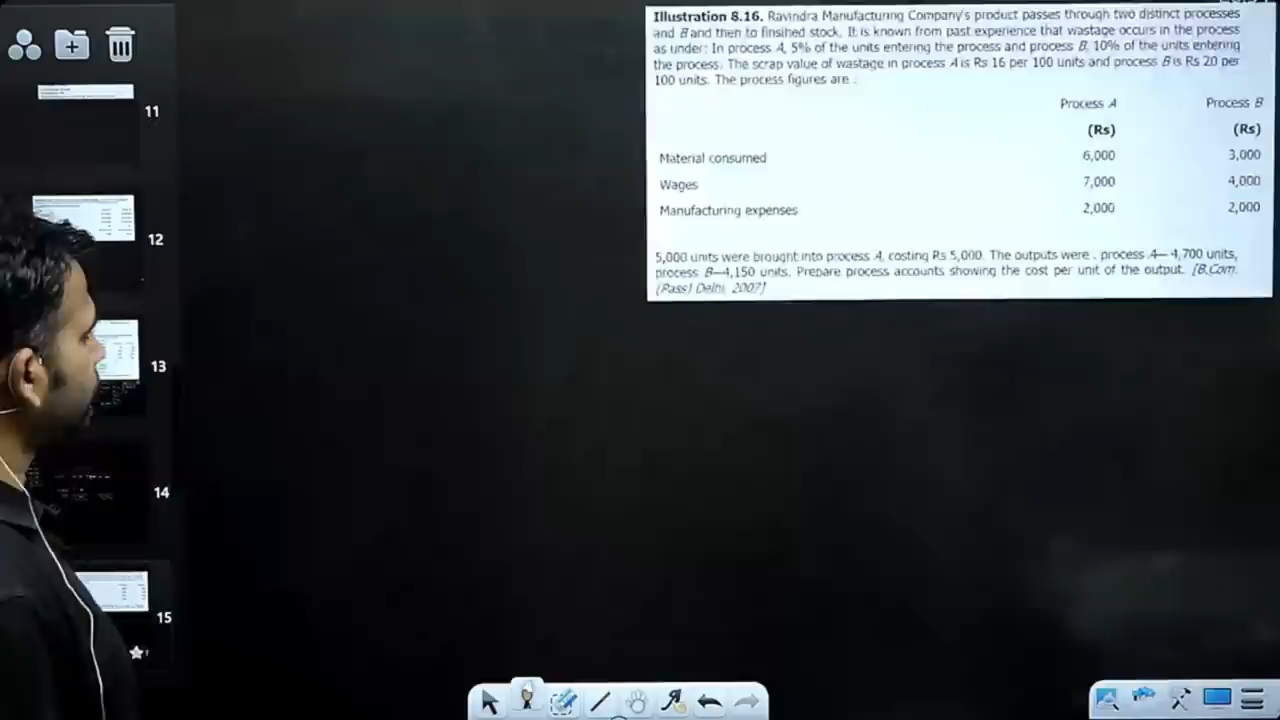 Illustration 8.16. Ravindra Manufacturing Company's product passes through two distinct processes
and B and then to finsihed stock. It is known from past experience that wastage occurs in the process
as under: In process A, 5% of the units entering the process and process B, 10% of the units entering
the process. The scrap value of wastage in process A is Rs 16 per 100 units and process B is Rs 20 per
100 units. The process figures are .
Process A Process B
(Rs) (Rs)
Material consumed 6,000 3,000
Wages 7,000 4,000
Manufacturing expenses 2,000 2,000
5,000 units were brought into process A, costing Rs 5,000. The outputs were . process A—4,700 units,
process B—4,150 units. Prepare process accounts showing the cost per unit of the output. [B.Com.
(Pass) Delhi, 2007]
11
12
13
14
15